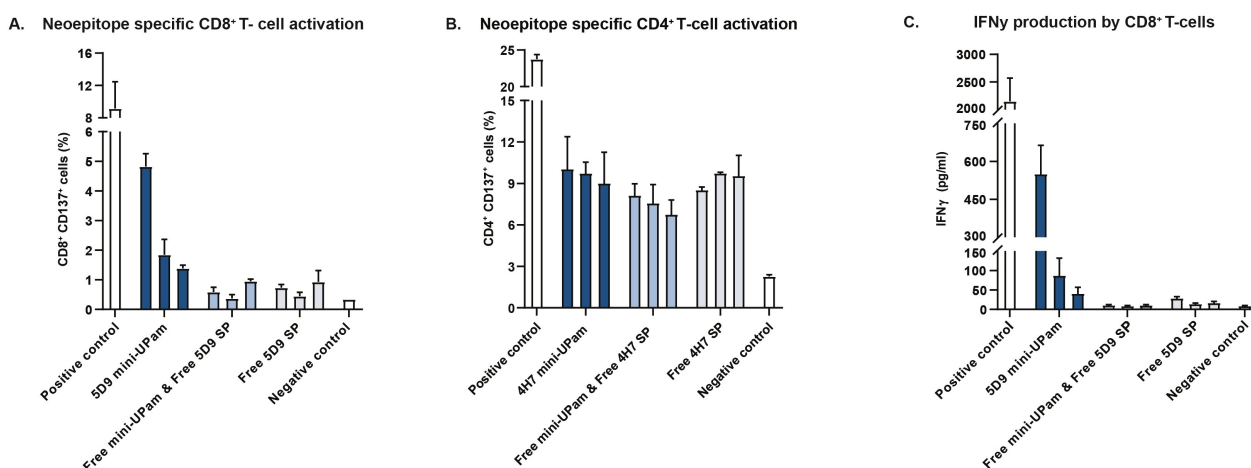 A. Neoepitope specific CD8⁺ T- cell activation
CD8⁺ CD137⁺ cells (%)
16
12
8
6
5
4
3
2
1
0
Positive control
5D9 mini-UPam
Free mini-UPam & Free 5D9 SP
Free 5D9 SP
Negative control
B. Neoepitope specific CD4⁺ T-cell activation
CD4⁺ CD137⁺ cells (%)
25
20
15
12
9
6
3
0
Positive control
4H7 mini-UPam
Free mini-UPam & Free 4H7 SP
Free 4H7 SP
Negative control
C. IFNγ production by CD8⁺ T-cells
IFNγ (pg/ml)
3000
2500
2000
750
600
450
300
150
100
50
0
Positive control
5D9 mini-UPam
Free mini-UPam & Free 5D9 SP
Free 5D9 SP
Negative control